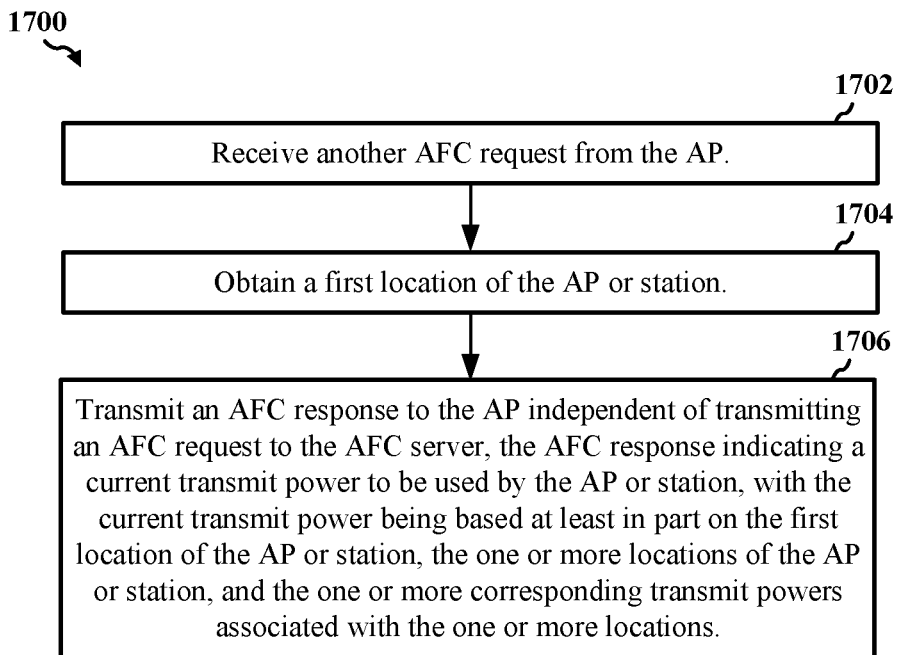 1700
1702
Receive another AFC request from the AP.
1704
Obtain a first location of the AP or station.
1706
Transmit an AFC response to the AP independent of transmitting
an AFC request to the AFC server, the AFC response indicating a
current transmit power to be used by the AP or station, with the
current transmit power being based at least in part on the first
location of the AP or station, the one or more locations of the AP
or station, and the one or more corresponding transmit powers
associated with the one or more locations.